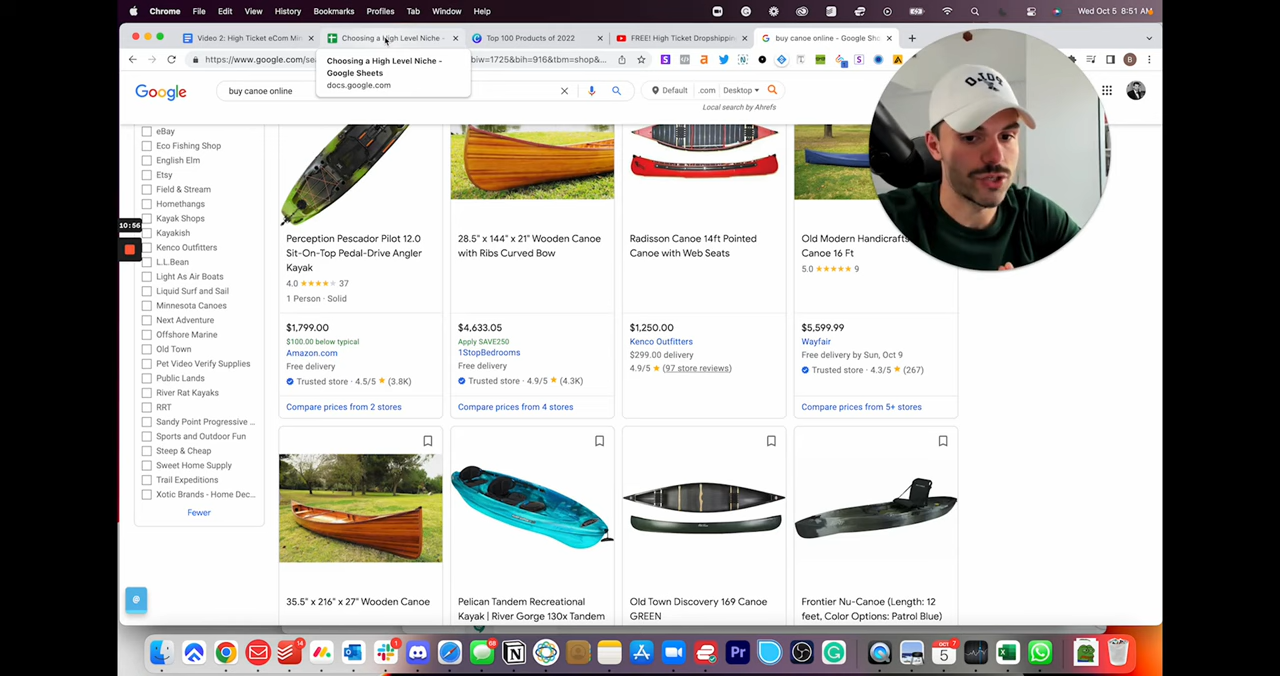 Chrome File Edit View History Bookmarks Profiles Tab Window Help
Wed Oct 5 8:51 AM
Video 2: High Ticket eCom Min
Choosing a High Level Niche -
Top 100 Products of 2022
FREE! High Ticket Dropshippin
buy canoe online - Google Sh
https://www.google.com/sea
biw=1725&bih=916&tbm=shop...
Choosing a High Level Niche -
Google Sheets
docs.google.com
Google
buy canoe online
Default .com Desktop
Local search by Ahrefs
eBay
Eco Fishing Shop
English Elm
Etsy
Field & Stream
Homethangs
Kayak Shops
Kayakish
Kenco Outfitters
L.L.Bean
Light As Air Boats
Liquid Surf and Sail
Minnesota Canoes
Next Adventure
Offshore Marine
Old Town
Pet Video Verify Supplies
Public Lands
River Rat Kayaks
RRT
Sandy Point Progressive ...
Sports and Outdoor Fun
Steep & Cheap
Sweet Home Supply
Trail Expeditions
Xotic Brands - Home Dec...
Fewer
10:56
Perception Pescador Pilot 12.0
Sit-On-Top Pedal-Drive Angler
Kayak
4.0 37
1 Person · Solid
$1,799.00
$100.00 below typical
Amazon.com
Free delivery
Trusted store · 4.5/5 (3.8K)
Compare prices from 2 stores
28.5" x 144" x 21" Wooden Canoe
with Ribs Curved Bow
$4,633.05
Apply SAVE250
1StopBedrooms
Free delivery
Trusted store · 4.9/5 (4.3K)
Compare prices from 4 stores
Radisson Canoe 14ft Pointed
Canoe with Web Seats
$1,250.00
Kenco Outfitters
$299.00 delivery
4.9/5 (97 store reviews)
Old Modern Handicrafts
Canoe 16 Ft
5.0 9
$5,599.99
Wayfair
Free delivery by Sun, Oct 9
Trusted store · 4.3/5 (267)
Compare prices from 5+ stores
35.5" x 216" x 27" Wooden Canoe
Pelican Tandem Recreational
Kayak | River Gorge 130x Tandem
Old Town Discovery 169 Canoe
GREEN
Frontier Nu-Canoe (Length: 12
feet, Color Options: Patrol Blue)